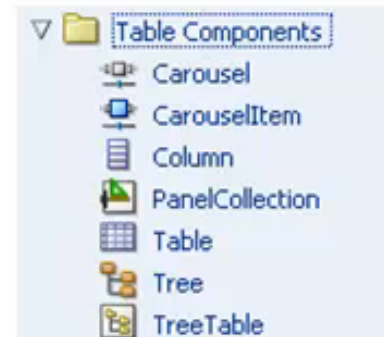 Table Components
Carousel
CarouselItem
Column
PanelCollection
Table
Tree
TreeTable